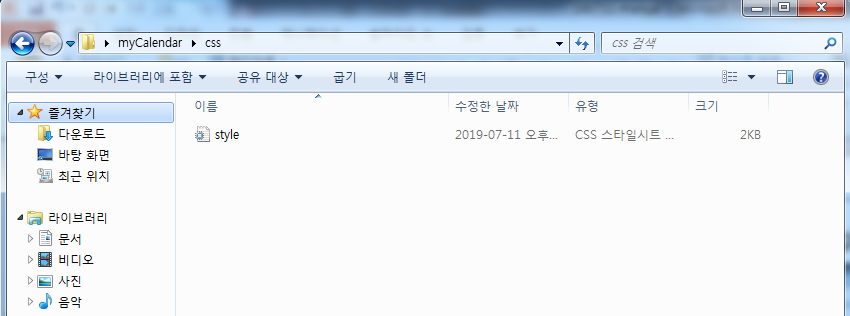 myCalendar ▸ css
css 검색
구성 라이브러리에 포함 공유 대상 굽기 새 폴더
즐겨찾기
다운로드
바탕 화면
최근 위치
라이브러리
문서
비디오
사진
음악
이름 수정한 날짜 유형 크기
style 2019-07-11 오후... CSS 스타일시트 ... 2KB